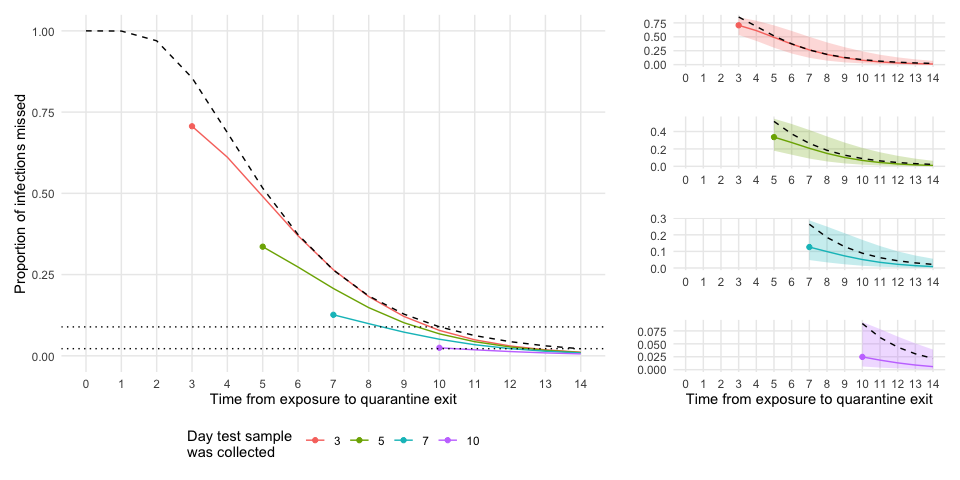 Proportion of infections missed
1.00
0.75
0.50
0.25
0.00
0 1 2 3 4 5 6 7 8 9 10 11 12 13 14
Time from exposure to quarantine exit
Day test sample
was collected
3 5 7 10
0.75
0.50
0.25
0.00
0 1 2 3 4 5 6 7 8 9 10 11 12 13 14
0.4
0.2
0.0
0 1 2 3 4 5 6 7 8 9 10 11 12 13 14
0.3
0.2
0.1
0.0
0 1 2 3 4 5 6 7 8 9 10 11 12 13 14
0.075
0.050
0.025
0.000
0 1 2 3 4 5 6 7 8 9 10 11 12 13 14
Time from exposure to quarantine exit